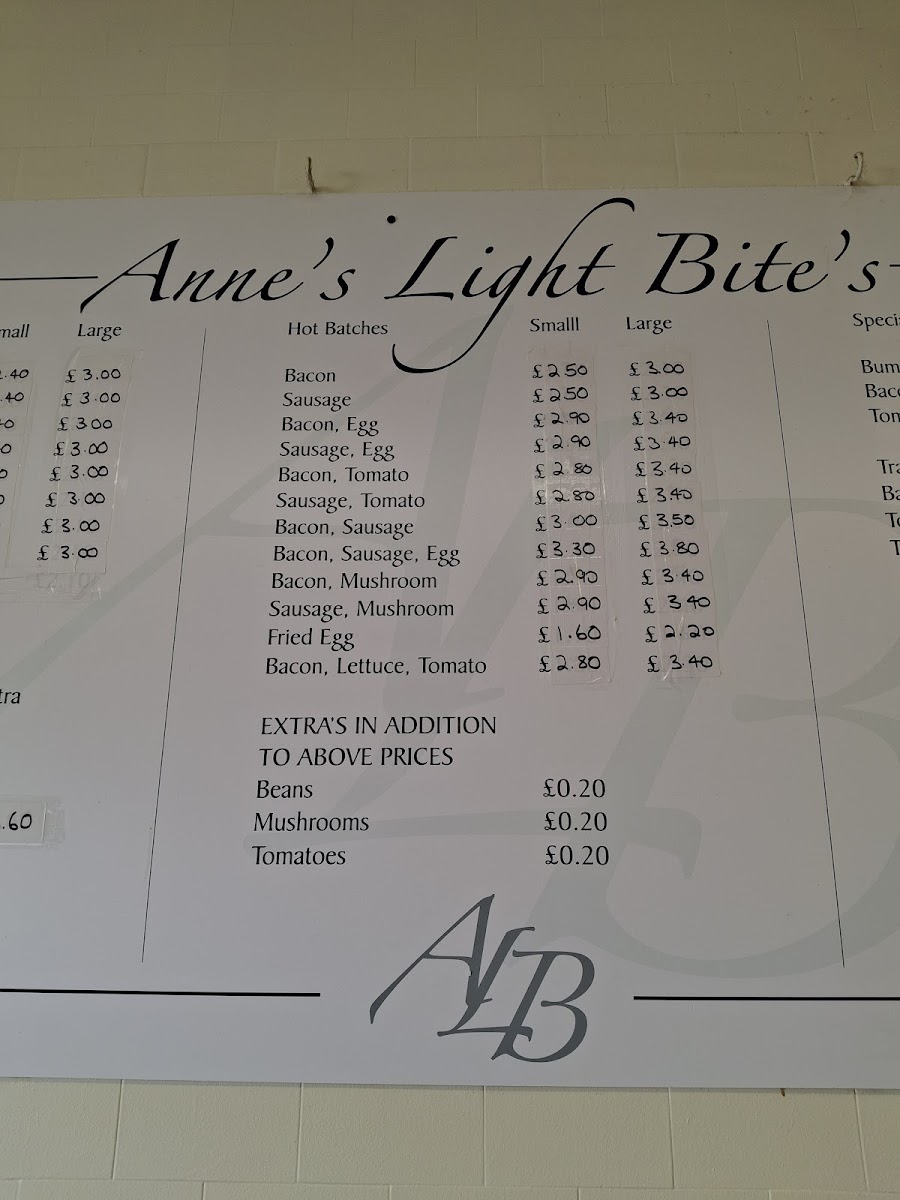 Anne's Light Bite's
Large
£3.00
£3.00
£3.00
£3.00
£3.00
£3.00
£3.00
£3.00
Hot Batches Smalll Large
Bacon £2.50 £3.00
Sausage £2.50 £3.00
Bacon, Egg £2.90 £3.40
Sausage, Egg £2.90 £3.40
Bacon, Tomato £2.80 £3.40
Sausage, Tomato £2.80 £3.40
Bacon, Sausage £3.00 £3.50
Bacon, Sausage, Egg £3.30 £3.80
Bacon, Mushroom £2.90 £3.40
Sausage, Mushroom £2.90 £3.40
Fried Egg £1.60 £2.20
Bacon, Lettuce, Tomato £2.80 £3.40
EXTRA'S IN ADDITION
TO ABOVE PRICES
Beans £0.20
Mushrooms £0.20
Tomatoes £0.20
ALB